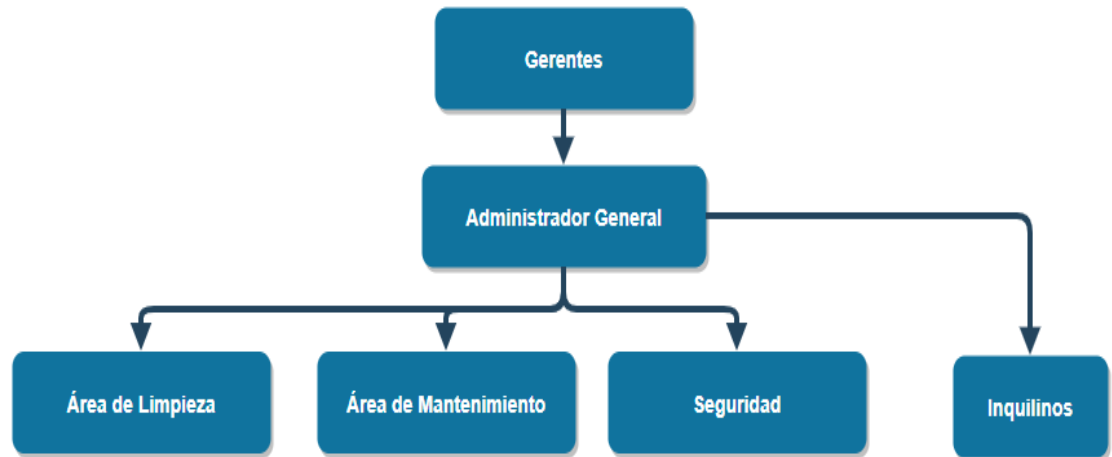 Gerentes
Administrador General
Área de Limpieza
Área de Mantenimiento
Seguridad
Inquilinos